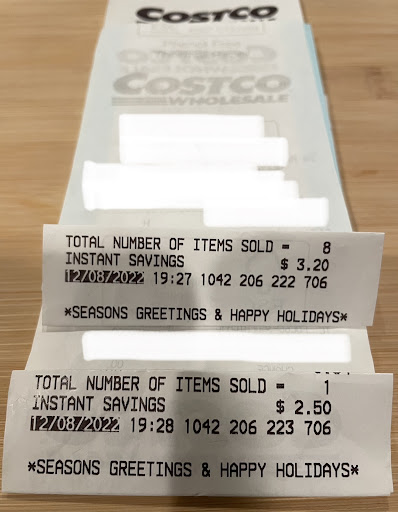 COSTCO
COSTCO
WHOLESALE
TOTAL NUMBER OF ITEMS SOLD = 8
INSTANT SAVINGS $ 3.20
12/08/2022 19:27 1042 206 222 706
*SEASONS GREETINGS & HAPPY HOLIDAYS*
TOTAL NUMBER OF ITEMS SOLD = 1
INSTANT SAVINGS $ 2.50
12/08/2022 19:28 1042 206 223 706
*SEASONS GREETINGS & HAPPY HOLIDAYS*